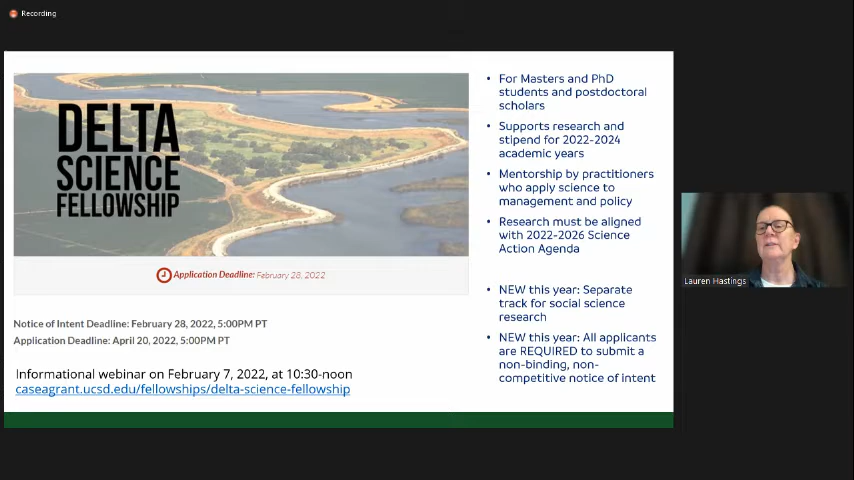 Recording
DELTA
SCIENCE
FELLOWSHIP
Application Deadline: February 28, 2022
Notice of Intent Deadline: February 28, 2022, 5:00PM PT
Application Deadline: April 20, 2022, 5:00PM PT
Informational webinar on February 7, 2022, at 10:30-noon
caseagrant.ucsd.edu/fellowships/delta-science-fellowship
• For Masters and PhD
students and postdoctoral
scholars
• Supports research and
stipend for 2022-2024
academic years
• Mentorship by practitioners
who apply science to
management and policy
• Research must be aligned
with 2022-2026 Science
Action Agenda
• NEW this year: Separate
track for social science
research
• NEW this year: All applicants
are REQUIRED to submit a
non-binding, non-
competitive notice of intent
Lauren Hastings